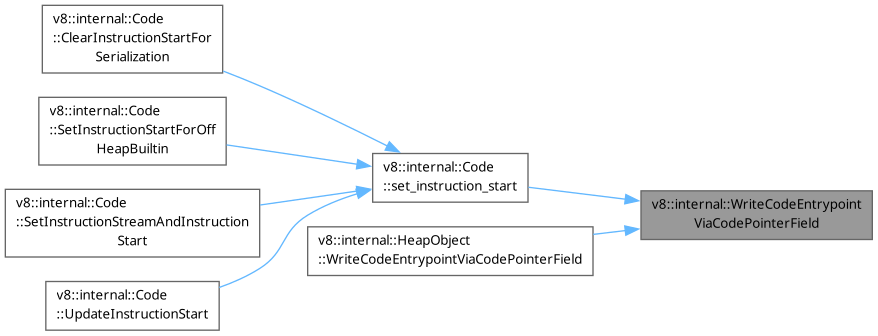 v8::internal::Code
::ClearInstructionStartFor
Serialization
v8::internal::Code
::SetInstructionStartForOff
HeapBuiltin
v8::internal::Code
::SetInstructionStreamAndInstruction
Start
v8::internal::Code
::UpdateInstructionStart
v8::internal::Code
::set_instruction_start
v8::internal::HeapObject
::WriteCodeEntrypointViaCodePointerField
v8::internal::WriteCodeEntrypoint
ViaCodePointerField